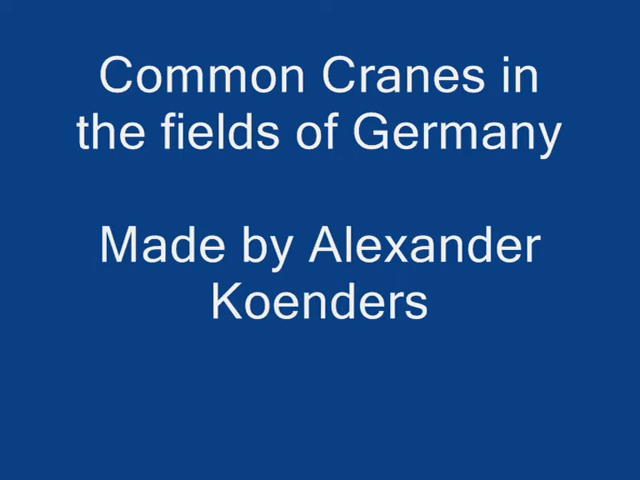 Common Cranes in
the fields of Germany
Made by Alexander
Koenders